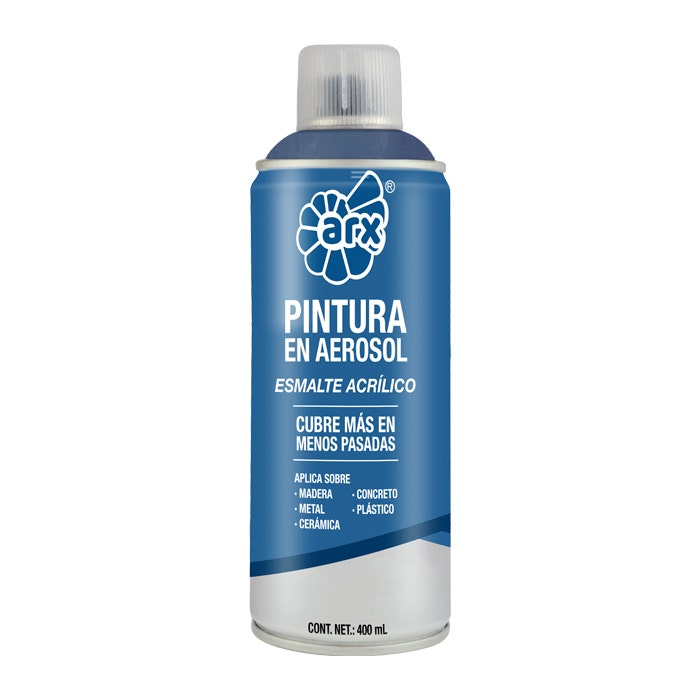 arx®
PINTURA
EN AEROSOL
ESMALTE ACRÍLICO
CUBRE MÁS EN
MENOS PASADAS
APLICA SOBRE
· MADERA · CONCRETO
· METAL · PLÁSTICO
· CERÁMICA
CONT. NET.: 400 mL